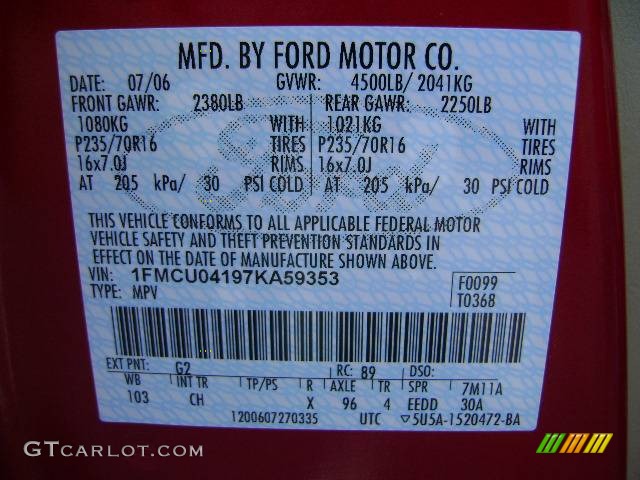 MFD. BY FORD MOTOR CO.
DATE: 07/06 GVWR: 4500LB/ 2041KG
FRONT GAWR: 2380LB REAR GAWR: 2250LB
1080KG WITH 1021KG WITH
P235/70R16 TIRES P235/70R16 TIRES
16x7.0J RIMS 16x7.0J RIMS
AT 205 kPa/ 30 PSI COLD AT 205 kPa/ 30 PSI COLD
Ford
THIS VEHICLE CONFORMS TO ALL APPLICABLE FEDERAL MOTOR
VEHICLE SAFETY AND THEFT PREVENTION STANDARDS IN
EFFECT ON THE DATE OF MANUFACTURE SHOWN ABOVE.
VIN: 1FMCU04197KA59353 F0099
TYPE: MPV T0368
EXT PNT: G2 RC: 89 DSO:
WB INT TR TP/PS R AXLE TR SPR 7M11A
103 CH X 96 4 EEDD 30A
1200607270335 UTC ▽5U5A-1520472-BA
GTCARLOT.COM